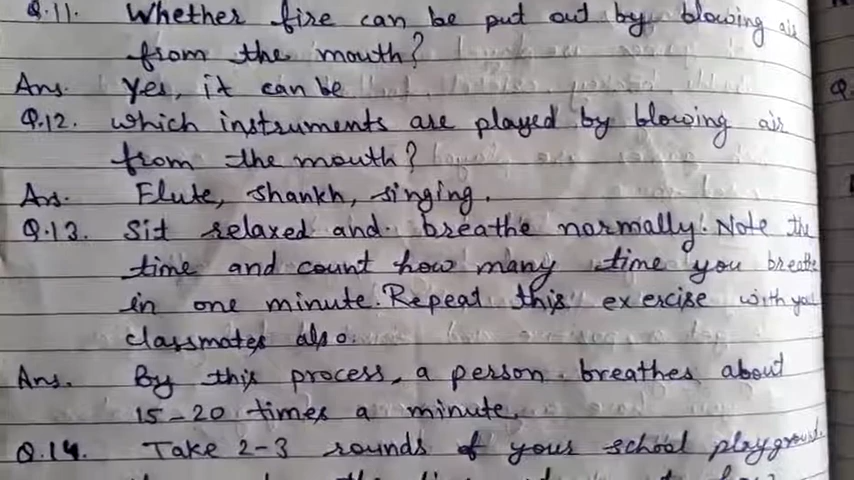 Q.11. Whether fire can be put out by blowing air
from the mouth?
Ans. Yes, it can be
Q.12. which instruments are played by blowing air
from the mouth?
Ans. Flute, Shankh, singing.
Q.13. Sit relaxed and breathe normally. Note the
time and count how many time you breathe
in one minute. Repeat this exercise with you
classmates also.
Ans. By this process, a person breathes about
15-20 times a minute.
Q.14. Take 2-3 rounds of your school playground.